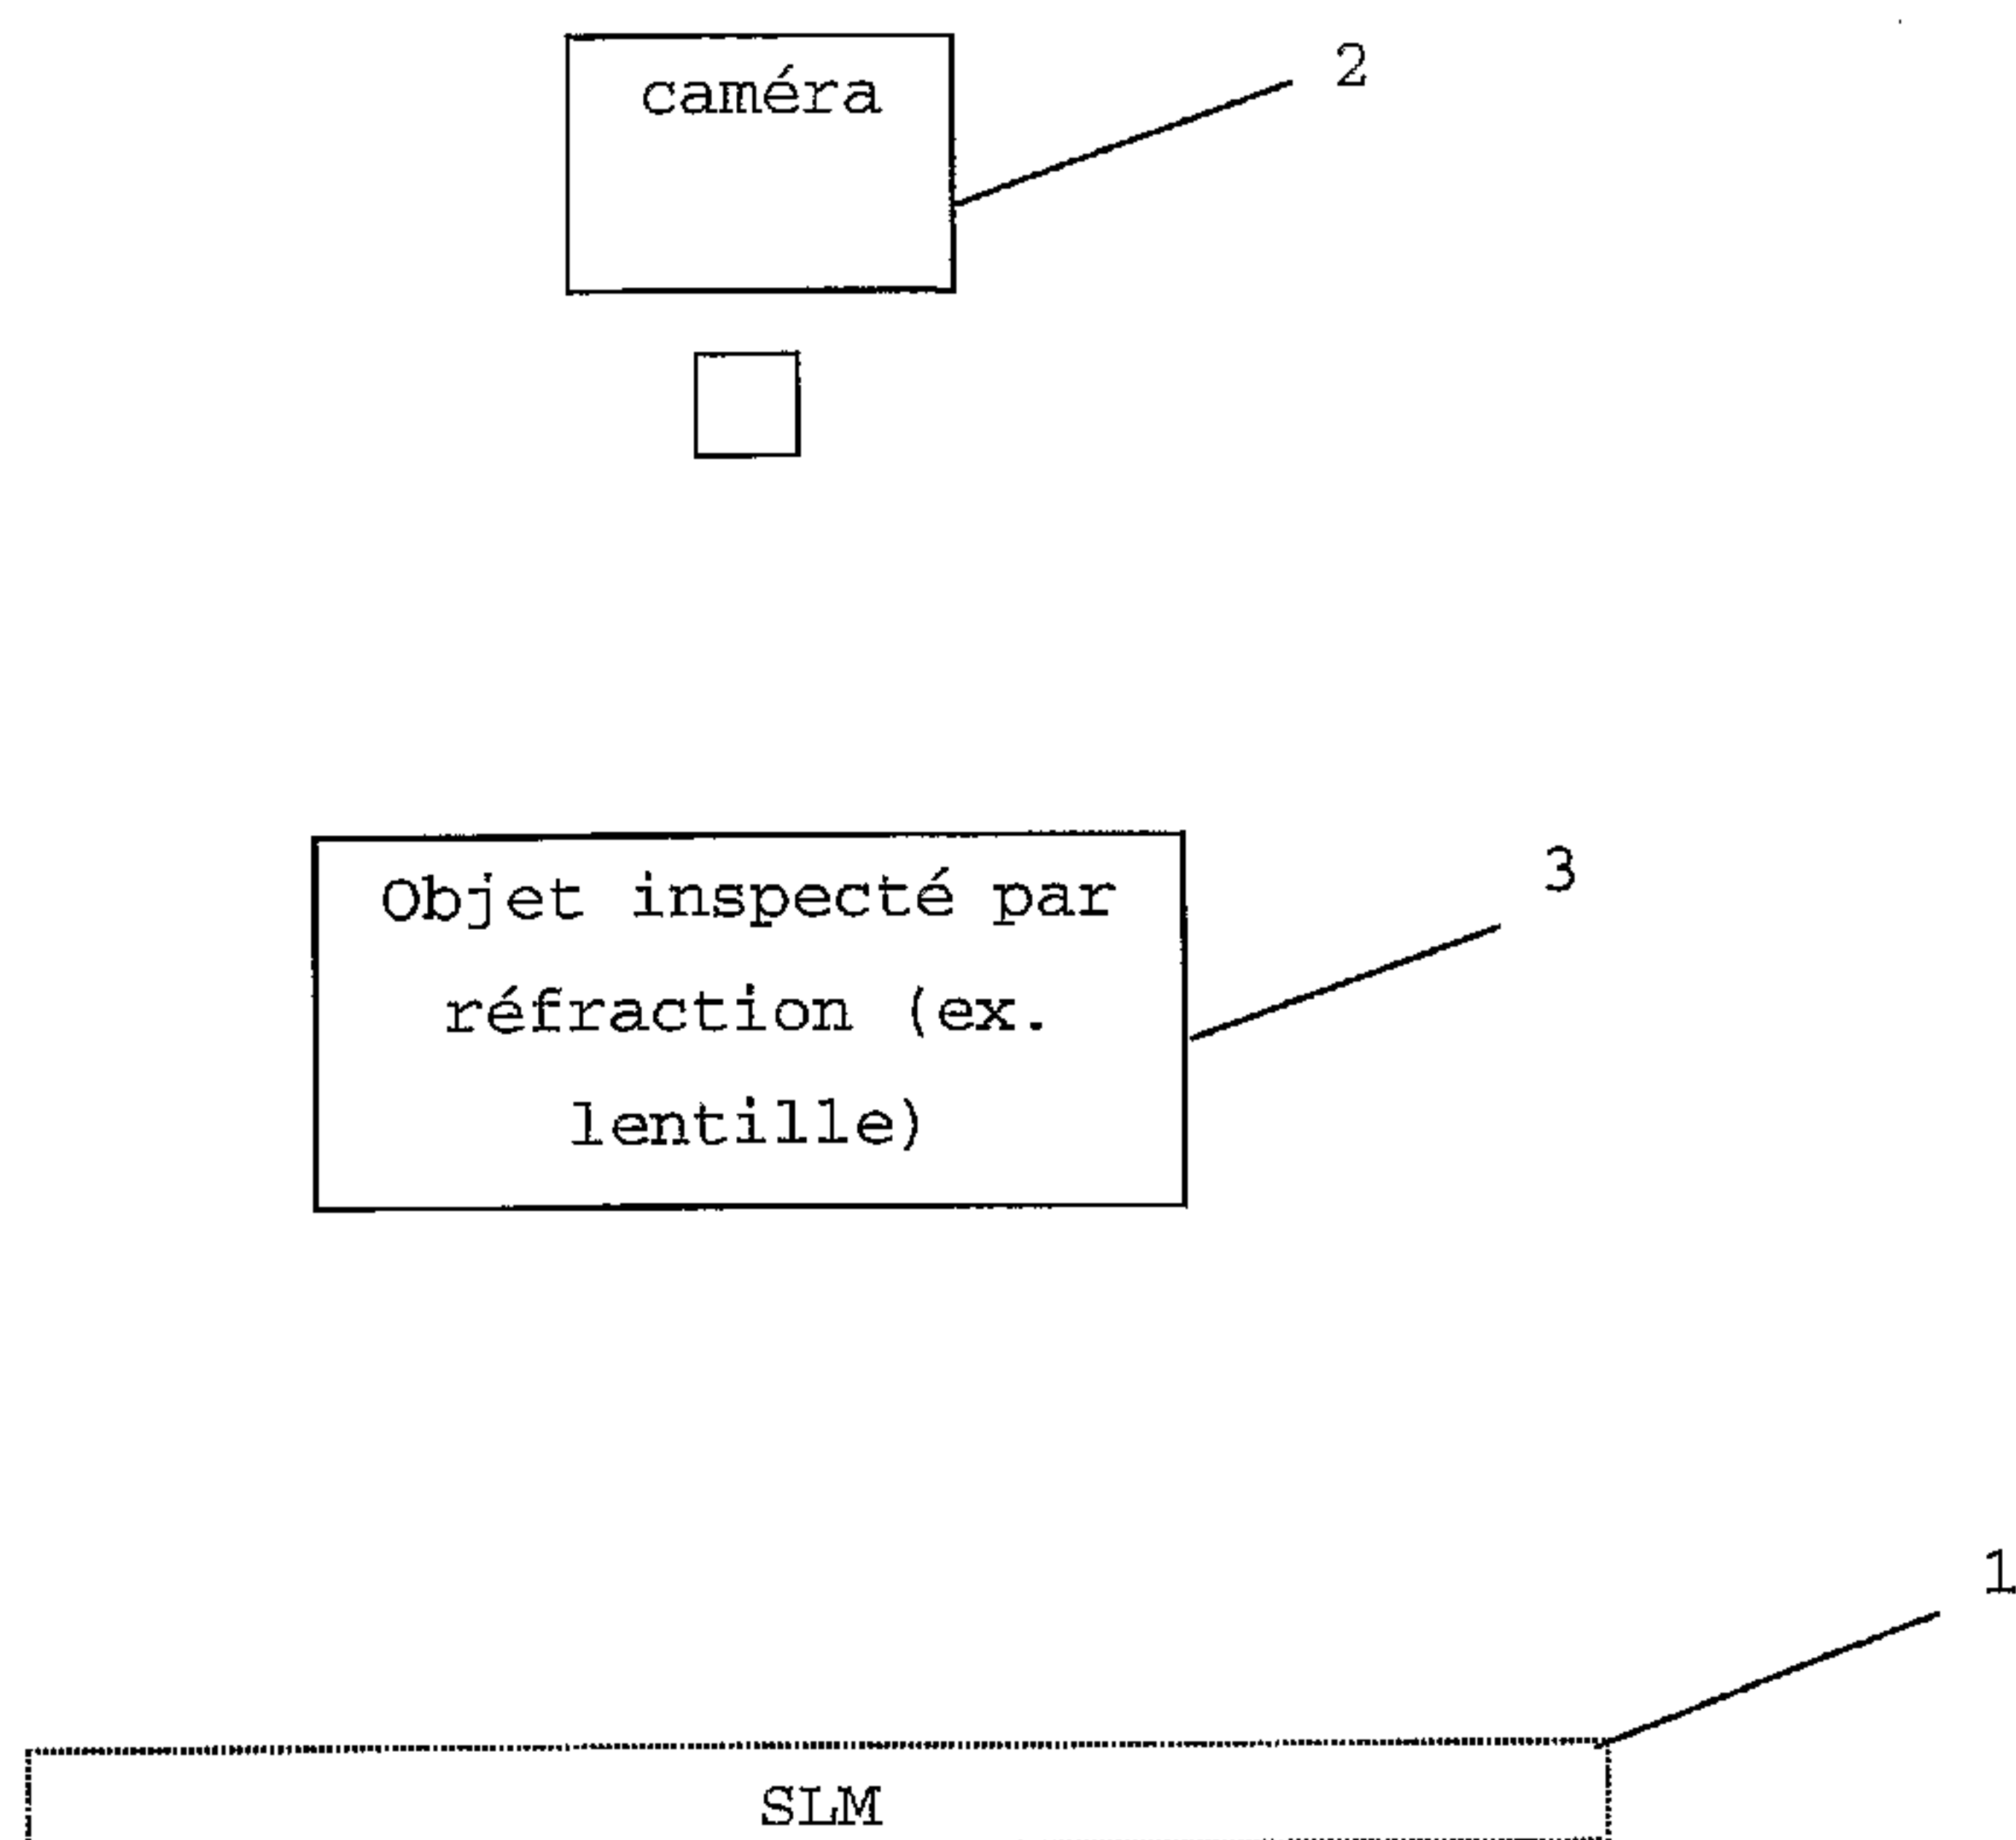 caméra
2
Objet inspecté par
réfraction (ex.
lentille)
3
1
SLM